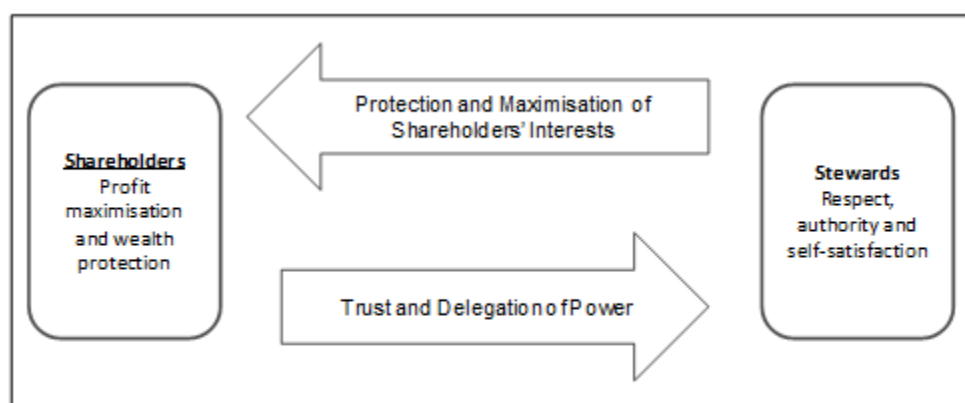 Shareholders
Profit
maximisation
and wealth
protection
Protection and Maximisation of
Shareholders' Interests
Trust and Delegation of Power
Stewards
Respect,
authority and
self-satisfaction